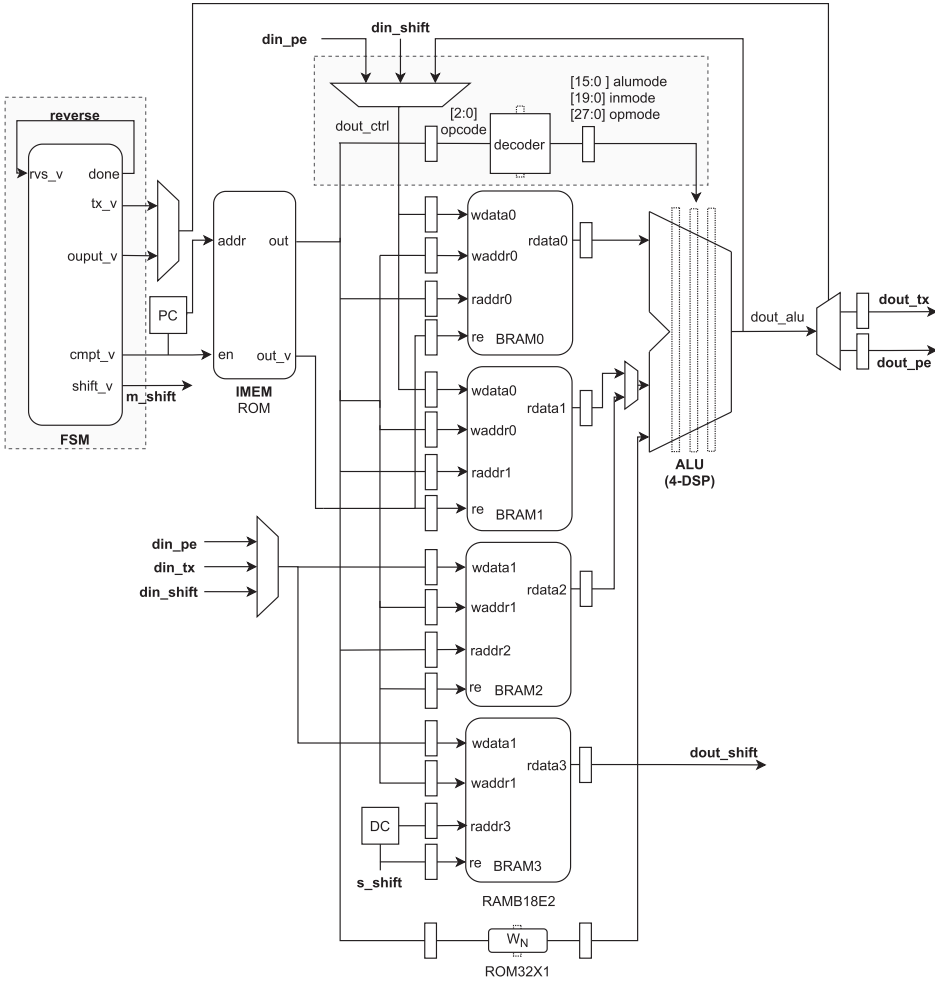 din_shift
din_pe
[15:0 ] alumode
[19:0] inmode
[27:0] opmode
[2:0]
opcode
dout_ctrl
decoder
reverse
rvs_v
done
tx_v
ouput_v
PC
cmpt_v
shift_v
m_shift
FSM
addr
out
en
out_v
IMEM
ROM
wdata0
rdata0
waddr0
raddr0
re
BRAM0
wdata0
rdata1
waddr0
raddr1
re
BRAM1
dout_alu
dout_tx
dout_pe
ALU
(4-DSP)
din_pe
din_tx
din_shift
wdata1
rdata2
waddr1
raddr2
re
BRAM2
wdata1
rdata3
waddr1
raddr3
re
BRAM3
dout_shift
DC
s_shift
RAMB18E2
WN
ROM32X1